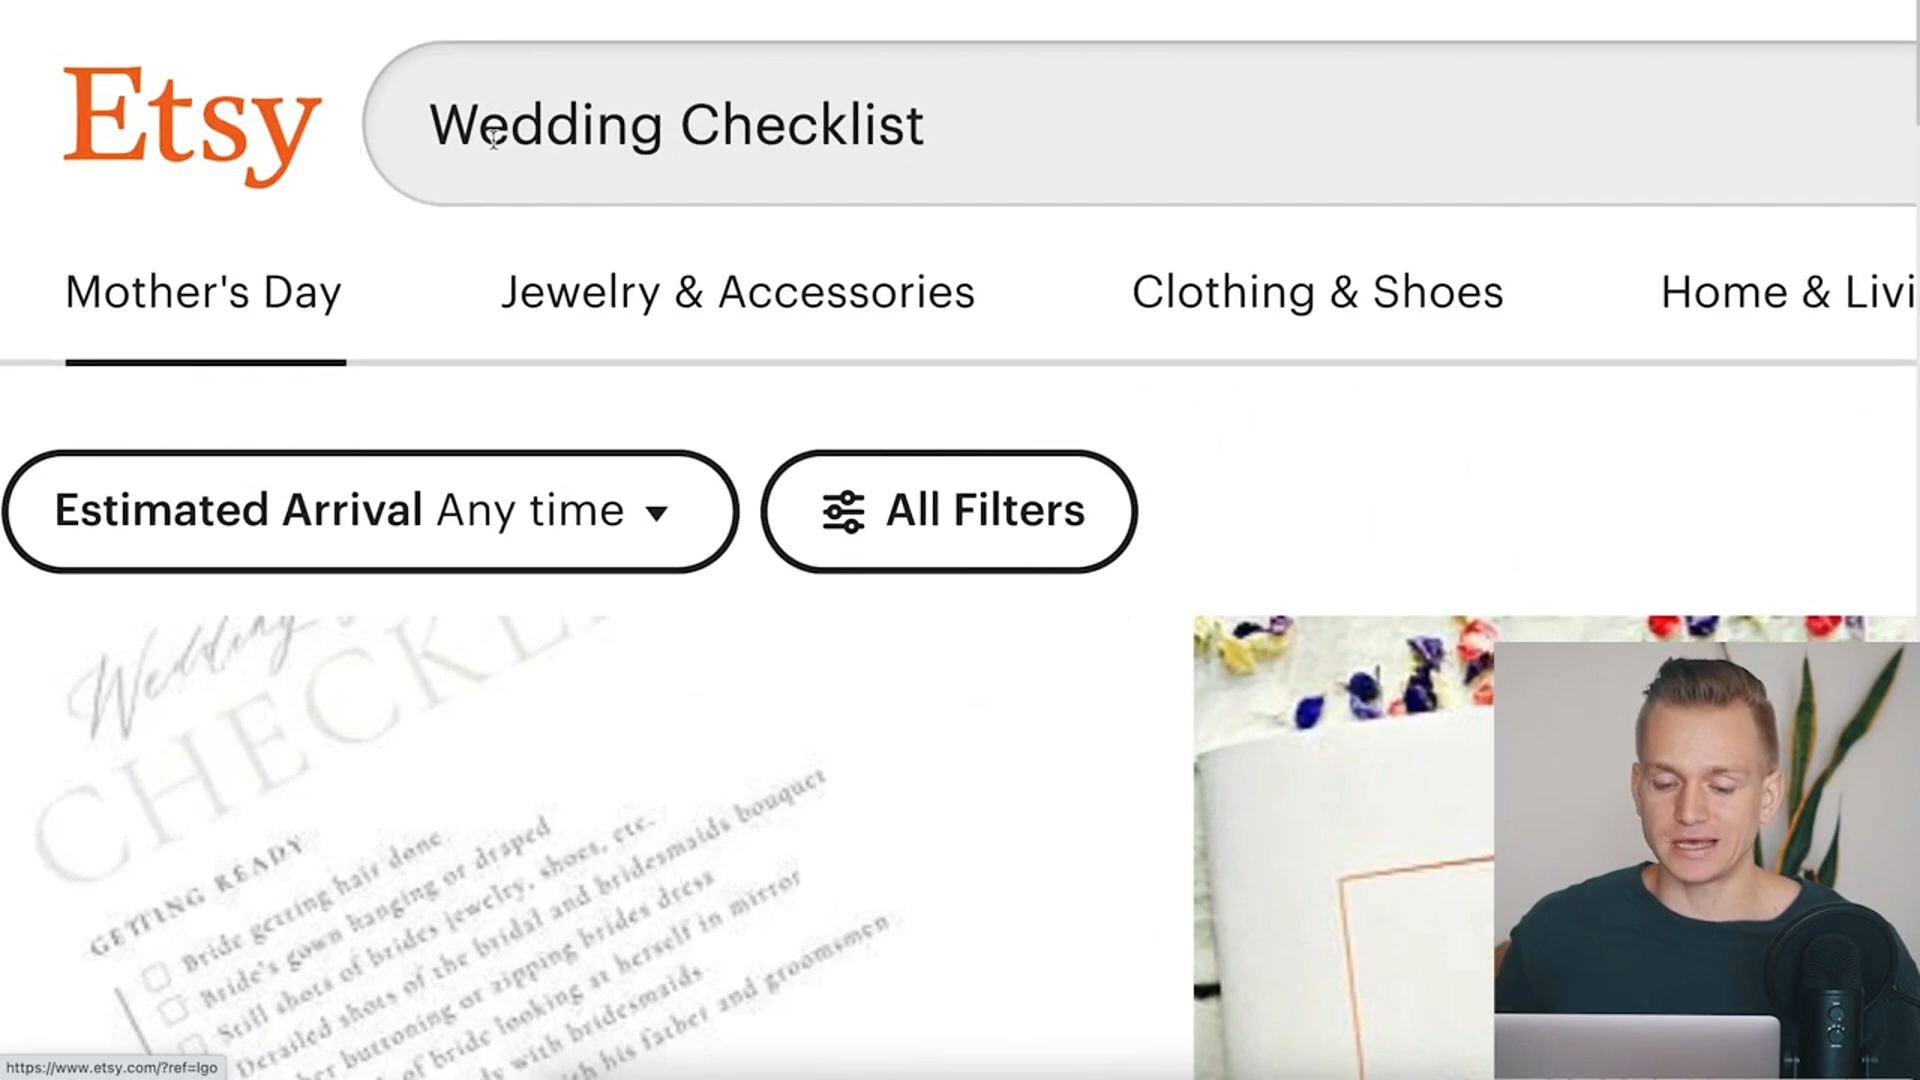 Etsy
Wedding Checklist
Mother's Day
Jewelry & Accessories
Clothing & Shoes
Home & Livi
Estimated Arrival Any time
All Filters
Wedding
CHECKL
GETTING READY
Bride getting hair done
Bride's gown hanging or draped
Still shots of brides jewelry, shoes, etc.
Detailed shots of the bridal and bridesmaids bouquet
buttoning or zipping brides dress
of bride looking at herself in mirror
with bridesmaids
his father and groomsmen
https://www.etsy.com/?ref=lgo